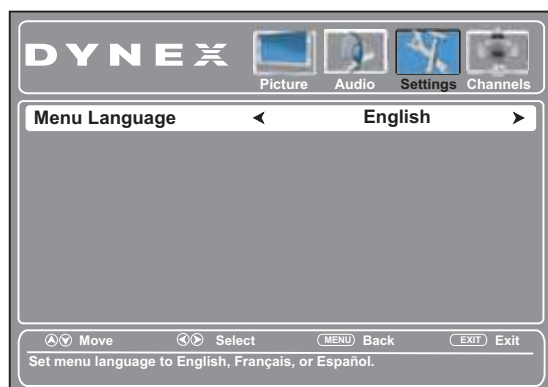 DYNEX
Picture Audio Settings Channels
Menu Language English
Move Select MENU Back EXIT Exit
Set menu language to English, Français, or Español.